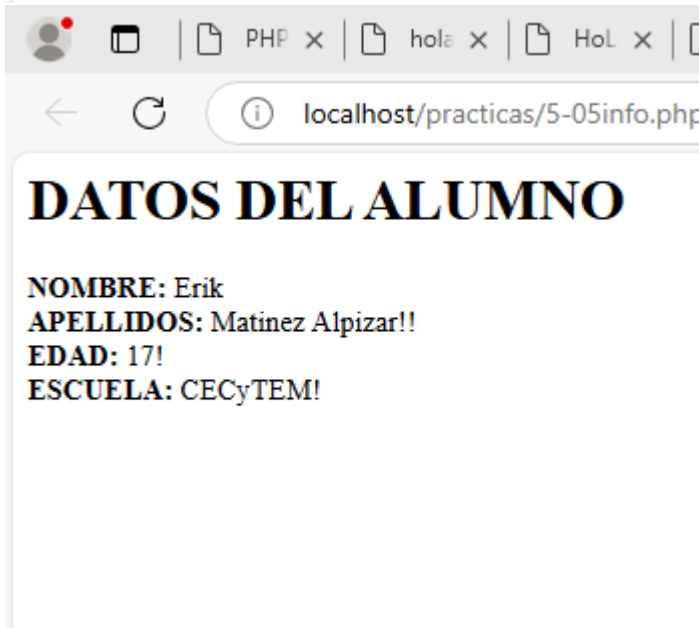 PHP
hola
HoL
localhost/practicas/5-05info.php
DATOS DEL ALUMNO
NOMBRE: Erik
APELLIDOS: Matinez Alpizar!!
EDAD: 17!
ESCUELA: CECyTEM!